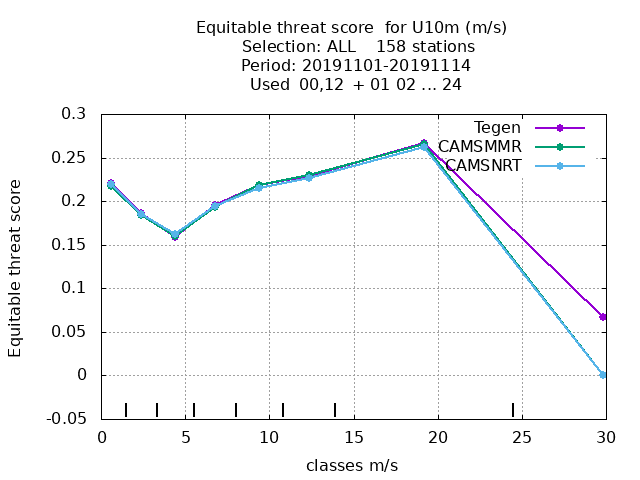 Equitable threat score  for U10m (m/s)
Selection: ALL    158 stations
Period: 20191101-20191114
Used  00,12  + 01 02 ... 24
Tegen
CAMSMMR
CAMSNRT
Equitable threat score
0.3
0.25
0.2
0.15
0.1
0.05
0
-0.05
0 5 10 15 20 25 30
classes m/s